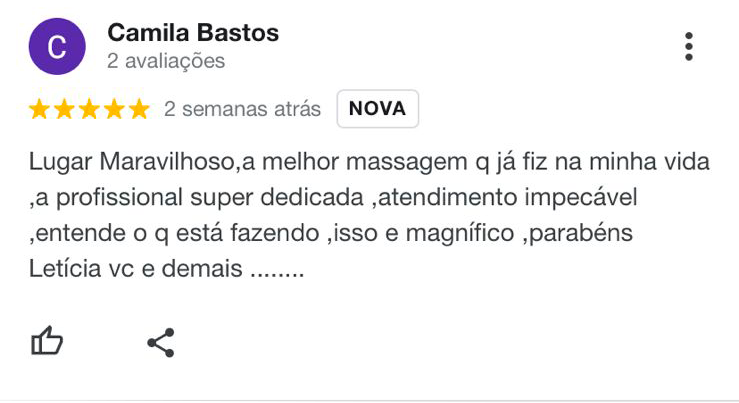 C
Camila Bastos
2 avaliações
2 semanas atrás NOVA
Lugar Maravilhoso,a melhor massagem q já fiz na minha vida
,a profissional super dedicada ,atendimento impecável
,entende o q está fazendo ,isso e magnífico ,parabéns
Letícia vc e demais ........